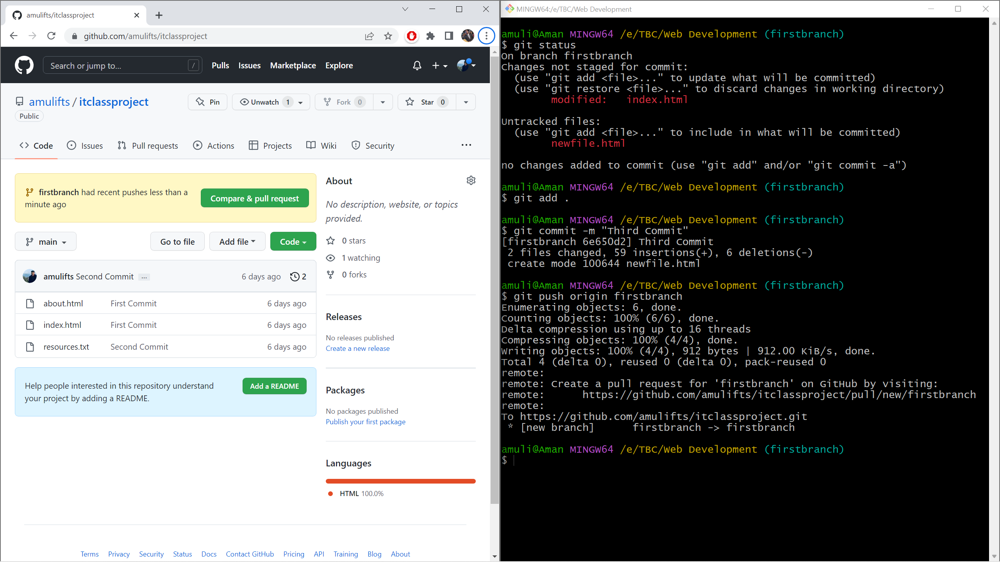 amulifts/itclassproject
github.com/amulifts/itclassproject
Search or jump to... /
Pulls Issues Marketplace Explore
amulifts / itclassproject
Pin Unwatch 1 Fork 0 Star 0
Public
Code Issues Pull requests Actions Projects Wiki Security ...
firstbranch had recent pushes less than a
minute ago
Compare & pull request
main Go to file Add file Code
amulifts Second Commit ... 6 days ago 2
about.html First Commit 6 days ago
index.html First Commit 6 days ago
resources.txt Second Commit 6 days ago
Help people interested in this repository understand
your project by adding a README.
Add a README
About
No description, website, or topics
provided.
0 stars
1 watching
0 forks
Releases
No releases published
Create a new release
Packages
No packages published
Publish your first package
Languages
HTML 100.0%
Terms Privacy Security Status Docs Contact GitHub Pricing API Training Blog About
MINGW64:/e/TBC/Web Development
amuli@Aman MINGW64 /e/TBC/Web Development (firstbranch)
$ git status
On branch firstbranch
Changes not staged for commit:
  (use "git add <file>..." to update what will be committed)
  (use "git restore <file>..." to discard changes in working directory)
        modified:   index.html
Untracked files:
  (use "git add <file>..." to include in what will be committed)
        newfile.html
no changes added to commit (use "git add" and/or "git commit -a")
amuli@Aman MINGW64 /e/TBC/Web Development (firstbranch)
$ git add .
amuli@Aman MINGW64 /e/TBC/Web Development (firstbranch)
$ git commit -m "Third Commit"
[firstbranch 6e650d2] Third Commit
 2 files changed, 59 insertions(+), 6 deletions(-)
 create mode 100644 newfile.html
amuli@Aman MINGW64 /e/TBC/Web Development (firstbranch)
$ git push origin firstbranch
Enumerating objects: 6, done.
Counting objects: 100% (6/6), done.
Delta compression using up to 16 threads
Compressing objects: 100% (4/4), done.
Writing objects: 100% (4/4), 912 bytes | 912.00 KiB/s, done.
Total 4 (delta 0), reused 0 (delta 0), pack-reused 0
remote:
remote: Create a pull request for 'firstbranch' on GitHub by visiting:
remote:      https://github.com/amulifts/itclassproject/pull/new/firstbranch
remote:
To https://github.com/amulifts/itclassproject.git
 * [new branch]      firstbranch -> firstbranch
amuli@Aman MINGW64 /e/TBC/Web Development (firstbranch)
$